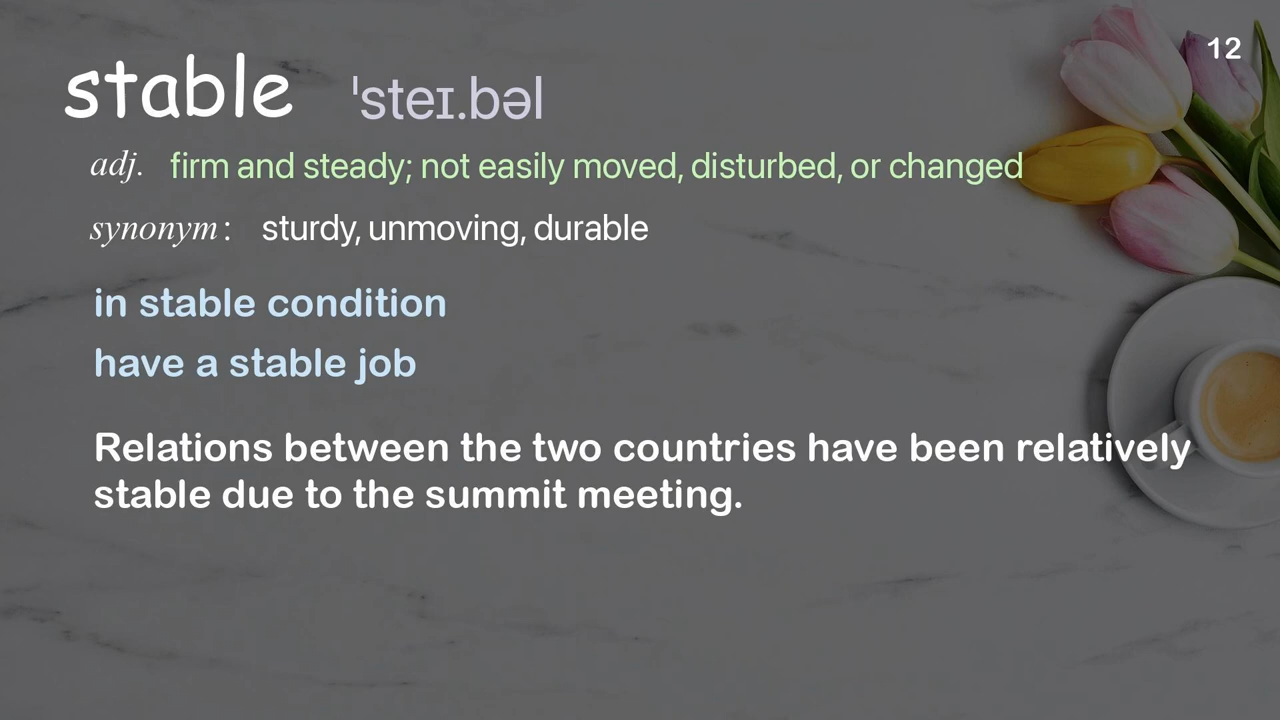 12
stable ˈsteɪ.bəl
adj. firm and steady; not easily moved, disturbed, or changed
synonym: sturdy, unmoving, durable
in stable condition
have a stable job
Relations between the two countries have been relatively
stable due to the summit meeting.